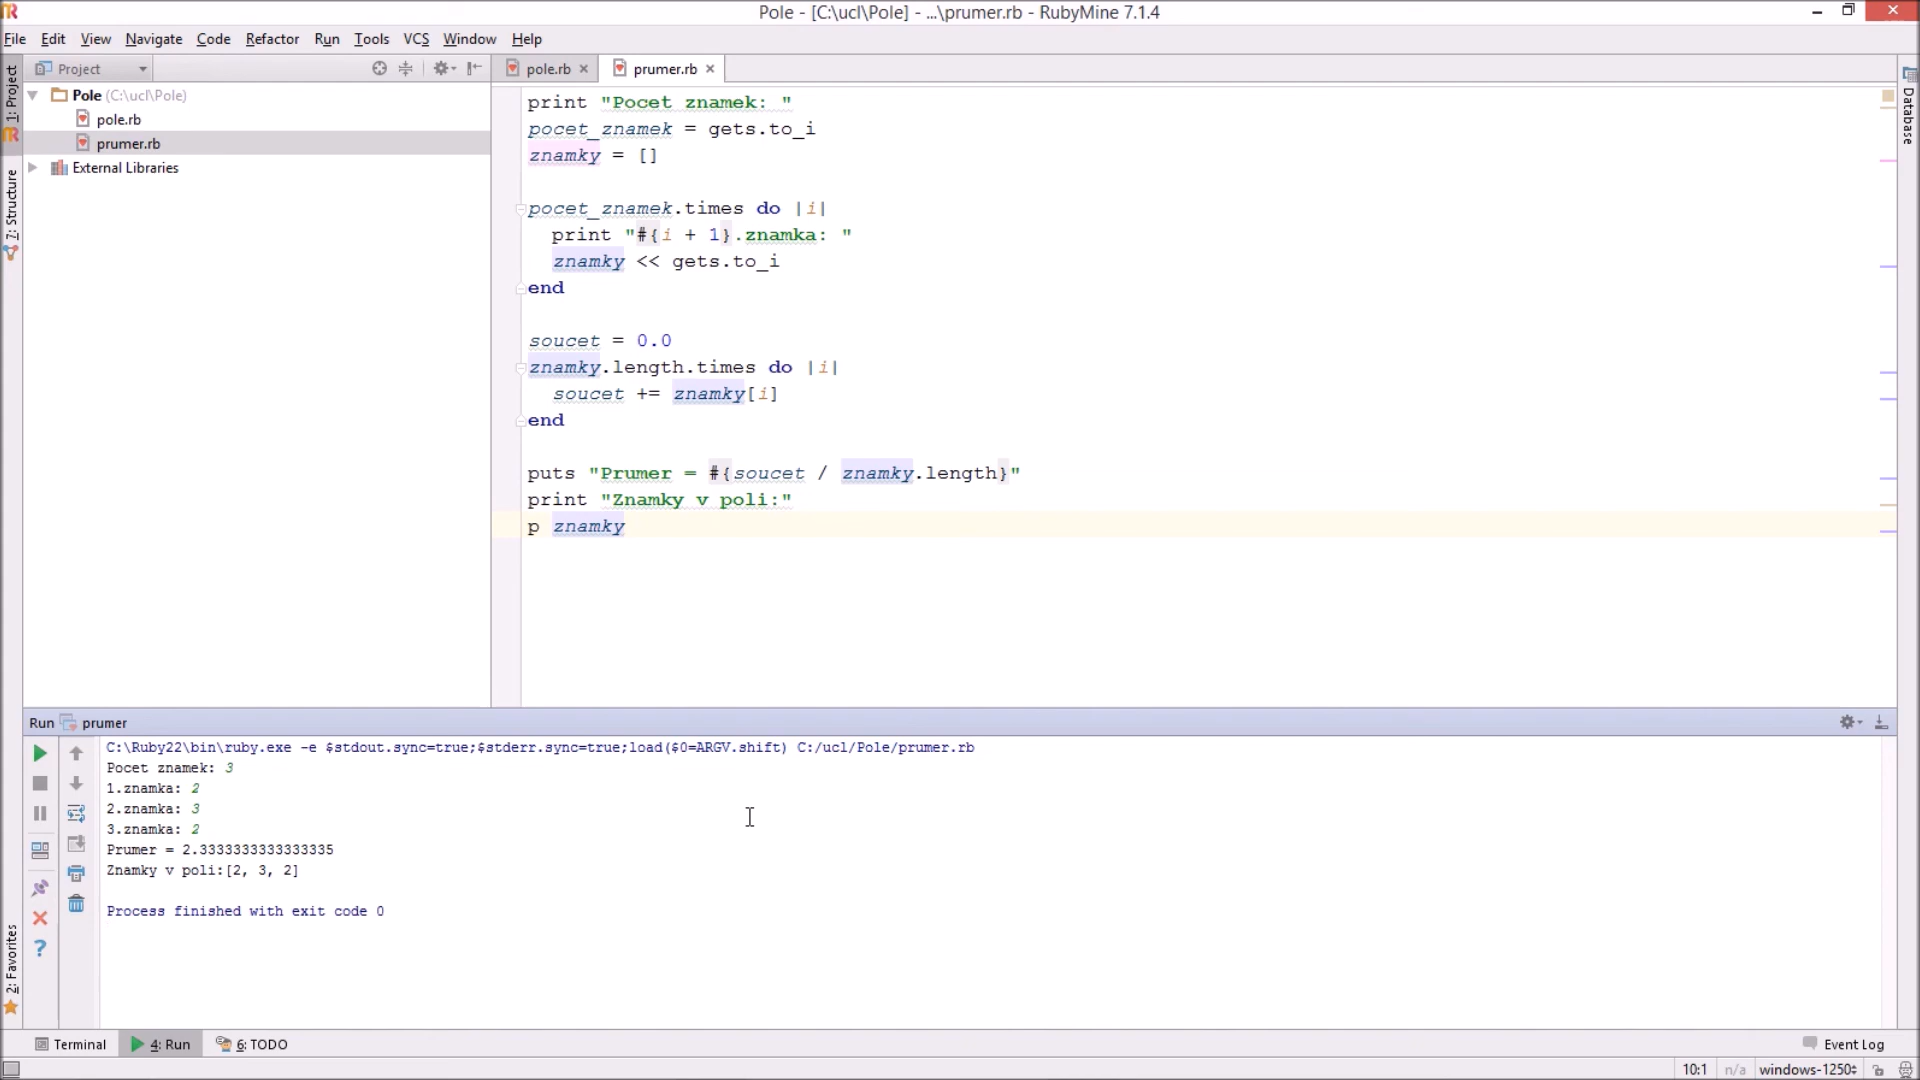 Pole - [C:\ucl\Pole] - ...\prumer.rb - RubyMine 7.1.4
File Edit View Navigate Code Refactor Run Tools VCS Window Help
1: Project
Project
pole.rb
prumer.rb
Database
Pole (C:\ucl\Pole)
pole.rb
prumer.rb
External Libraries
7: Structure
print "Pocet znamek: "
pocet_znamek = gets.to_i
znamky = []
pocet_znamek.times do |i|
print "#{i + 1}.znamka: "
znamky << gets.to_i
end
soucet = 0.0
znamky.length.times do |i|
soucet += znamky[i]
end
puts "Prumer = #{soucet / znamky.length}"
print "Znamky v poli:"
p znamky
Run prumer
C:\Ruby22\bin\ruby.exe -e $stdout.sync=true;$stderr.sync=true;load($0=ARGV.shift) C:/ucl/Pole/prumer.rb
Pocet znamek: 3
1.znamka: 2
2.znamka: 3
3.znamka: 2
Prumer = 2.3333333333333335
Znamky v poli:[2, 3, 2]
Process finished with exit code 0
2: Favorites
Terminal 4: Run 6: TODO Event Log
10:1 n/a windows-1250